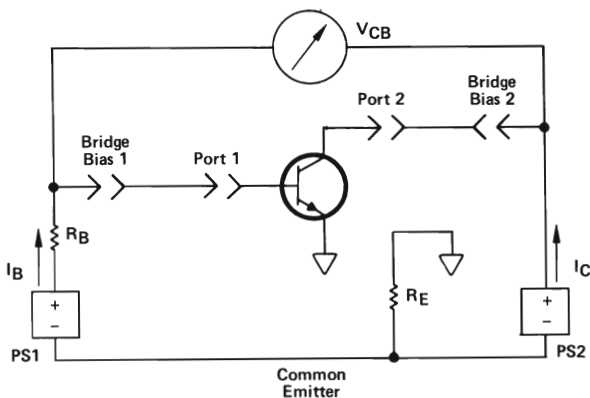 VCB
Bridge
Bias 2
Port 2
Bridge
Bias 1
Port 1
RB
IB
+
−
PS1
RE
IC
+
−
PS2
Common
Emitter